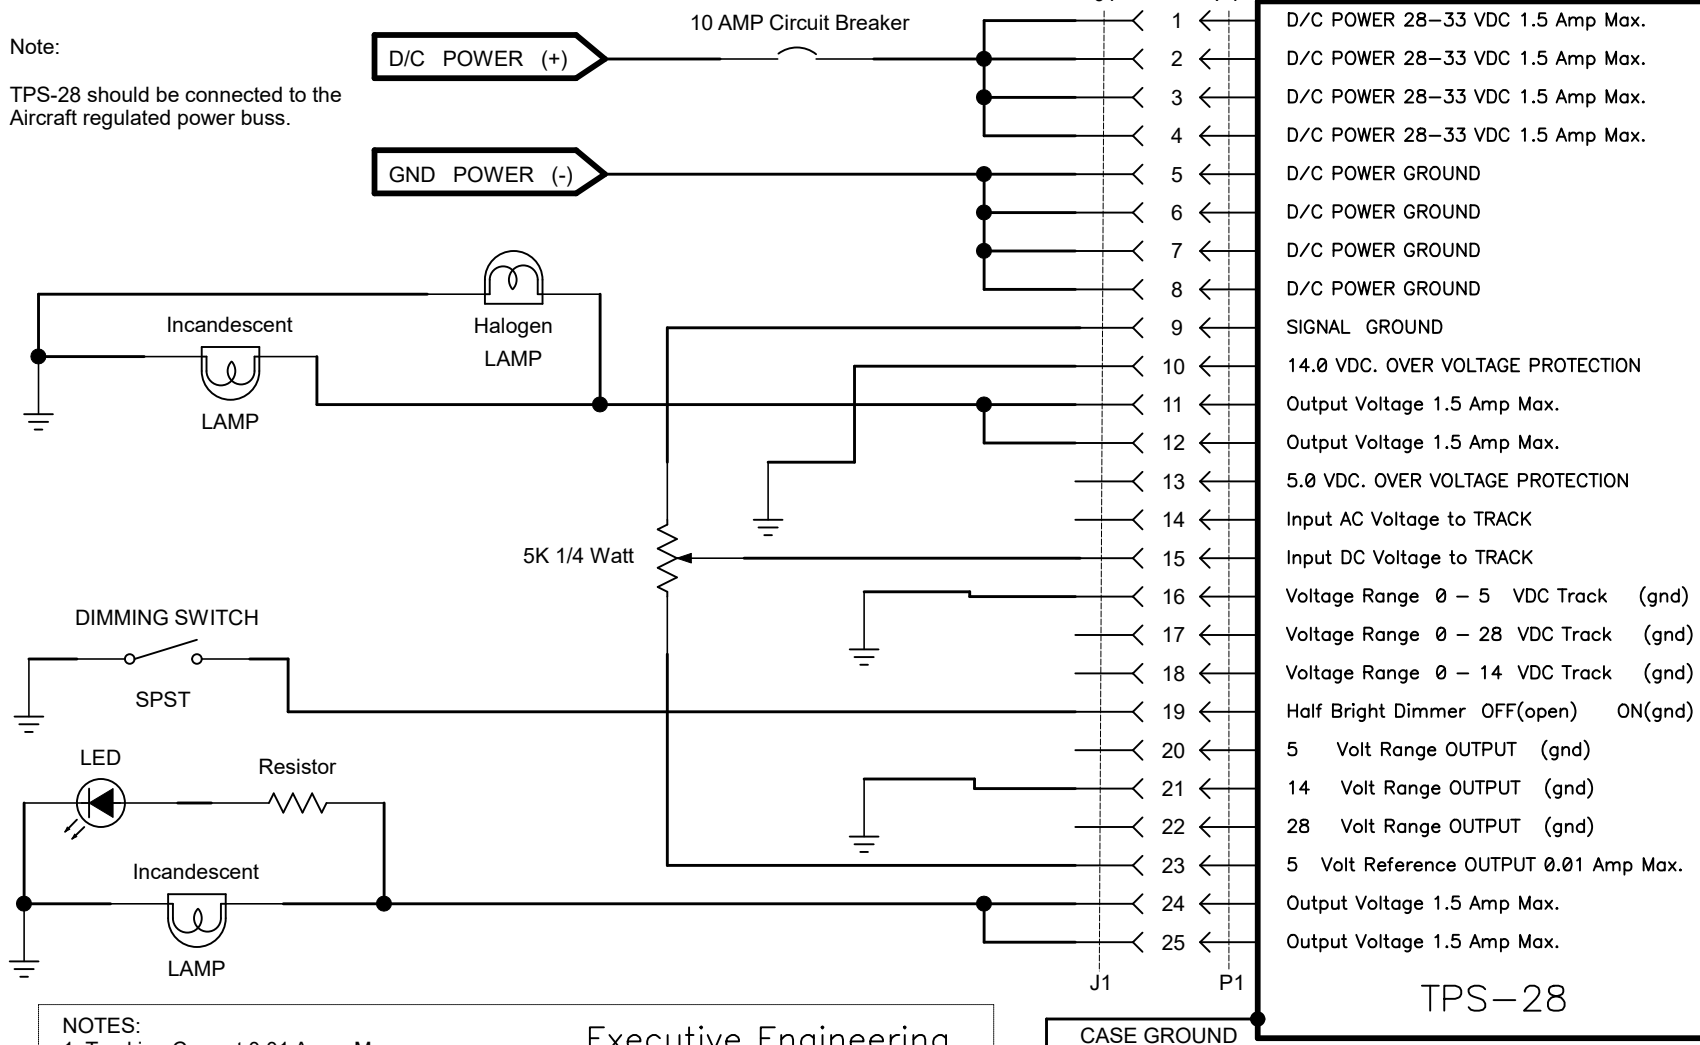 Note:
TPS-28 should be connected to the
Aircraft regulated power buss.
D/C POWER (+)
10 AMP Circuit Breaker
GND POWER (-)
Halogen
LAMP
Incandescent
LAMP
5K 1/4 Watt
DIMMING SWITCH
SPST
LED
Resistor
Incandescent
LAMP
1 D/C POWER 28-33 VDC 1.5 Amp Max.
2 D/C POWER 28-33 VDC 1.5 Amp Max.
3 D/C POWER 28-33 VDC 1.5 Amp Max.
4 D/C POWER 28-33 VDC 1.5 Amp Max.
5 D/C POWER GROUND
6 D/C POWER GROUND
7 D/C POWER GROUND
8 D/C POWER GROUND
9 SIGNAL GROUND
10 14.0 VDC. OVER VOLTAGE PROTECTION
11 Output Voltage 1.5 Amp Max.
12 Output Voltage 1.5 Amp Max.
13 5.0 VDC. OVER VOLTAGE PROTECTION
14 Input AC Voltage to TRACK
15 Input DC Voltage to TRACK
16 Voltage Range 0 - 5 VDC Track (gnd)
17 Voltage Range 0 - 28 VDC Track (gnd)
18 Voltage Range 0 - 14 VDC Track (gnd)
19 Half Bright Dimmer OFF(open) ON(gnd)
20 5 Volt Range OUTPUT (gnd)
21 14 Volt Range OUTPUT (gnd)
22 28 Volt Range OUTPUT (gnd)
23 5 Volt Reference OUTPUT 0.01 Amp Max.
24 Output Voltage 1.5 Amp Max.
25 Output Voltage 1.5 Amp Max.
J1 P1
TPS-28
CASE GROUND
NOTES:
Executive Engineering